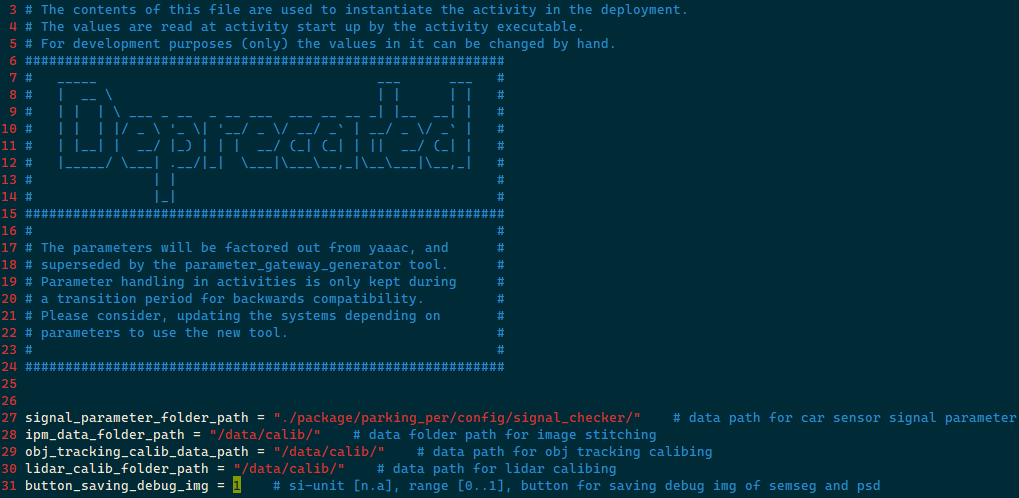 3 # The contents of this file are used to instantiate the activity in the deployment.
4 # The values are read at activity start up by the activity executable.
5 # For development purposes (only) the values in it can be changed by hand.
6 ############################################################
7 #   _____                                   ___      ___   #
8 #   |  __ \                                 | |     | |   #
9 #   | |  | \ ___ _ __  _ __ ___  ___ __ __ _| |__  __| |   #
10 #   | |  | |/ _ \ '_ \| '__/ _ \/ __/ _` | __/ _ \/ _` |   #
11 #   | |__| |  __/ |_) | | |  __/ (_| (_| | ||  __/ (_| |   #
12 #   |_____/ \___| .__/|_|  \___|\___\__,_|\__\___|\__,_|   #
13 #               | |                                        #
14 #               |_|                                        #
15 ############################################################
16 #                                                          #
17 # The parameters will be factored out from yaaac, and      #
18 # superseded by the parameter_gateway_generator tool.      #
19 # Parameter handling in activities is only kept during     #
20 # a transition period for backwards compatibility.         #
21 # Please consider, updating the systems depending on       #
22 # parameters to use the new tool.                          #
23 #                                                          #
24 ############################################################
25
26
27 signal_parameter_folder_path = "./package/parking_per/config/signal_checker/"    # data path for car sensor signal parameter
28 ipm_data_folder_path = "/data/calib/"    # data folder path for image stitching
29 obj_tracking_calib_data_path = "/data/calib/"    # data path for obj tracking calibing
30 lidar_calib_folder_path = "/data/calib/"    # data path for lidar calibing
31 button_saving_debug_img = 1    # si-unit [n.a], range [0..1], button for saving debug img of semseg and psd